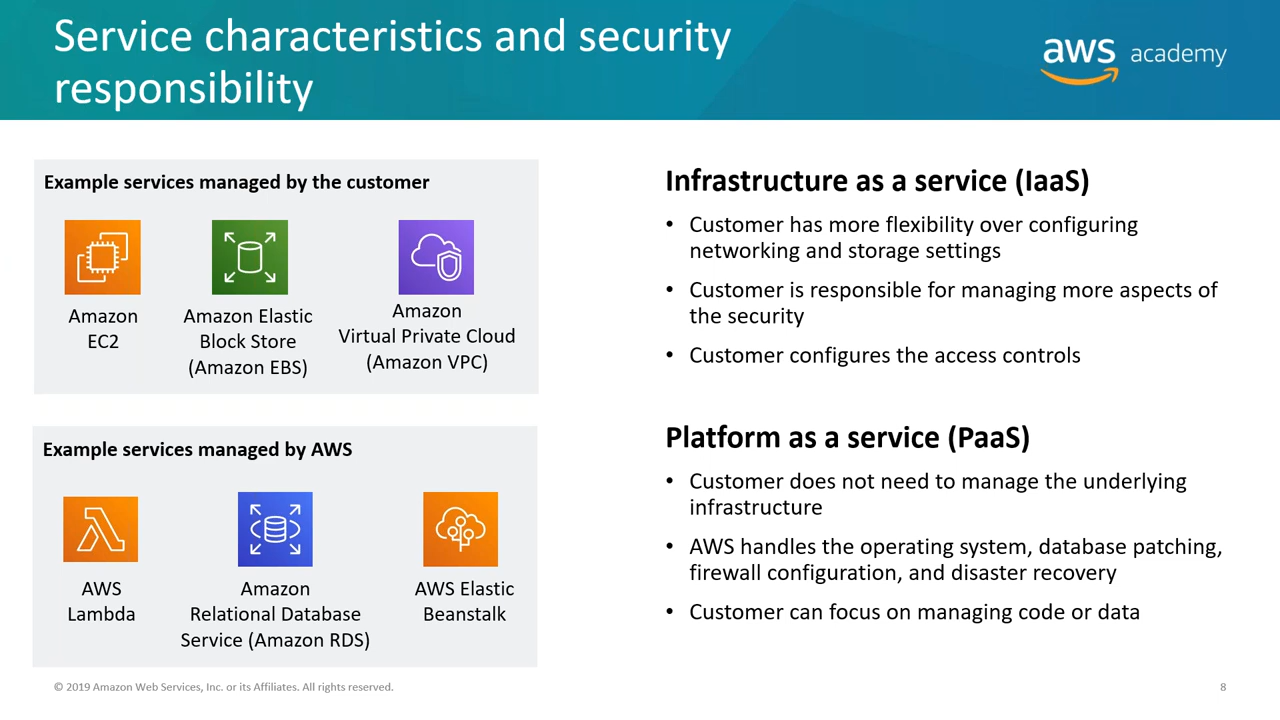 Service characteristics and security
responsibility
aws academy
Example services managed by the customer
Amazon
EC2
Amazon Elastic
Block Store
(Amazon EBS)
Amazon
Virtual Private Cloud
(Amazon VPC)
Infrastructure as a service (IaaS)
• Customer has more flexibility over configuring
networking and storage settings
• Customer is responsible for managing more aspects of
the security
• Customer configures the access controls
Example services managed by AWS
AWS
Lambda
Amazon
Relational Database
Service (Amazon RDS)
AWS Elastic
Beanstalk
Platform as a service (PaaS)
• Customer does not need to manage the underlying
infrastructure
• AWS handles the operating system, database patching,
firewall configuration, and disaster recovery
• Customer can focus on managing code or data
© 2019 Amazon Web Services, Inc. or its Affiliates. All rights reserved.
8